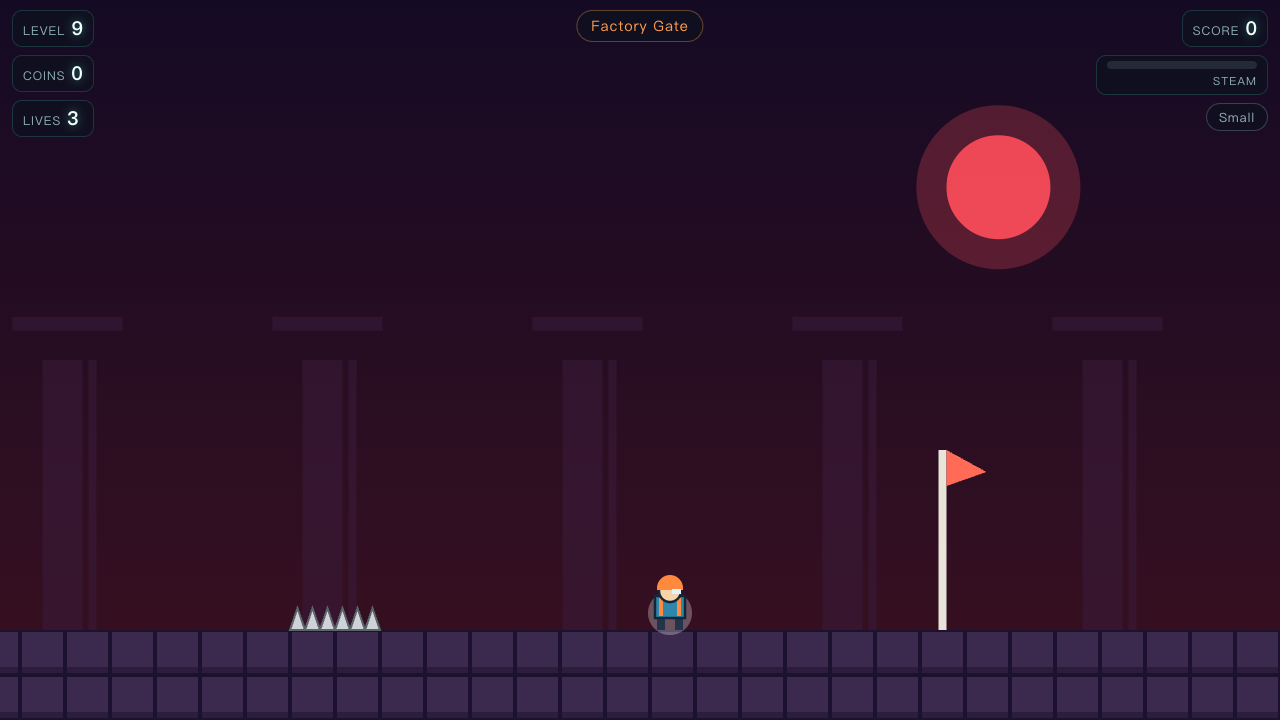 LEVEL 9
COINS 0
LIVES 3
Factory Gate
SCORE 0
STEAM
Small